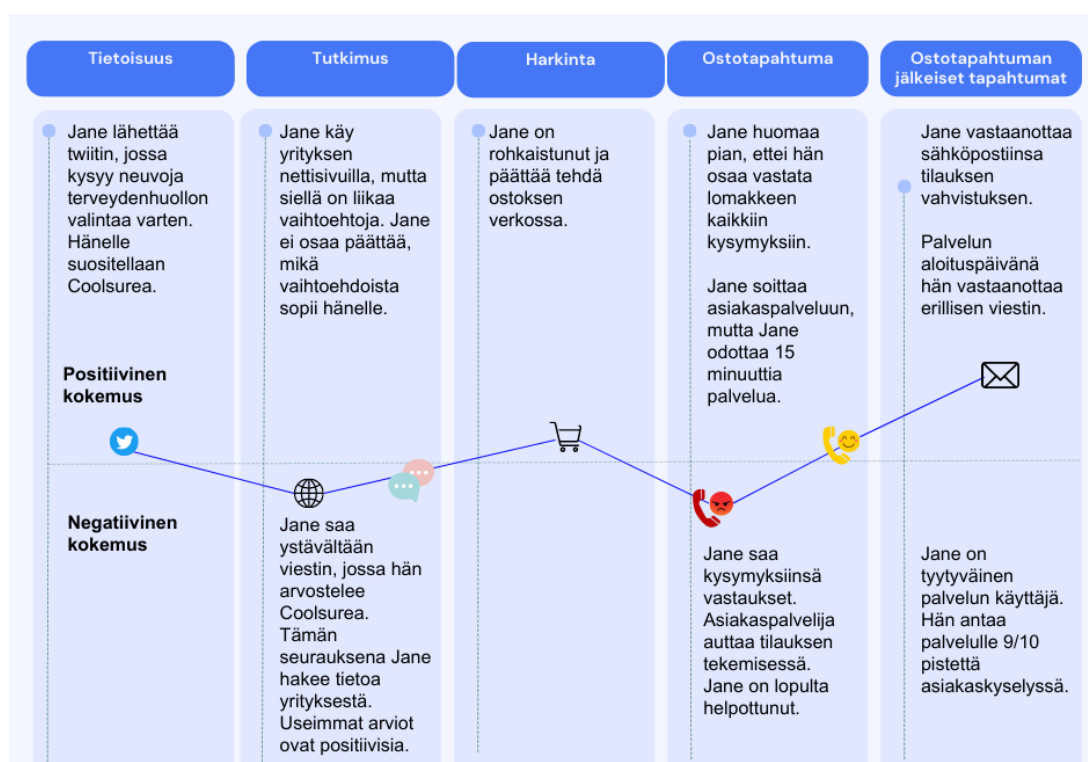 Tietoisuus
Tutkimus
Harkinta
Ostotapahtuma
Ostotapahtuman
jälkeiset tapahtumat
Jane lähettää
twiitin, jossa
kysyy neuvoja
terveydenhuollon
valintaa varten.
Hänelle
suositellaan
Coolsurea.
Jane käy
yrityksen
nettisivuilla, mutta
siellä on liikaa
vaihtoehtoja. Jane
ei osaa päättää,
mikä
vaihtoehdoista
sopii hänelle.
Jane on
rohkaistunut ja
päättää tehdä
ostoksen
verkossa.
Jane huomaa
pian, ettei hän
osaa vastata
lomakkeen
kaikkiin
kysymyksiin.
Jane soittaa
asiakaspalveluun,
mutta Jane
odottaa 15
minuuttia
palvelua.
Jane vastaanottaa
sähköpostiinsa
tilauksen
vahvistuksen.
Palvelun
aloituspäivänä
hän vastaanottaa
erillisen viestin.
Positiivinen
kokemus
Negatiivinen
kokemus
Jane saa
ystävältään
viestin, jossa hän
arvostelee
Coolsurea.
Tämän
seurauksena Jane
hakee tietoa
yrityksestä.
Useimmat arviot
ovat positiivisia.
Jane saa
kysymyksiinsä
vastaukset.
Asiakaspalvelija
auttaa tilauksen
tekemisessä.
Jane on lopulta
helpottunut.
Jane on
tyytyväinen
palvelun käyttäjä.
Hän antaa
palvelulle 9/10
pistettä
asiakaskyselyssä.